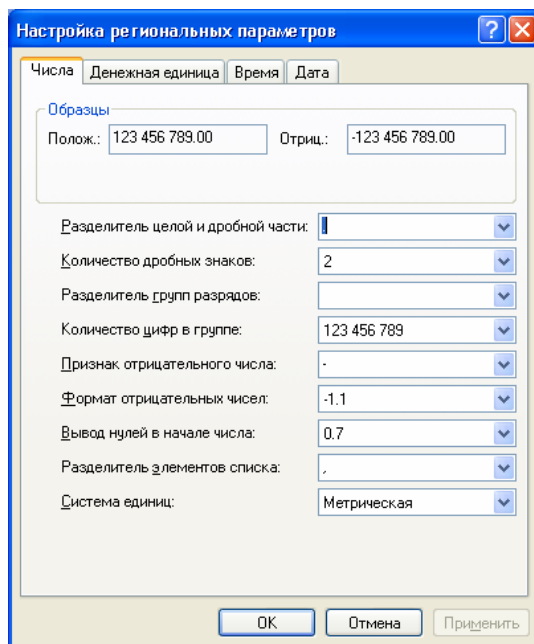 Настройка региональных параметров
Числа Денежная единица Время Дата
Образцы
Полож.: 123 456 789.00 Отриц.: -123 456 789.00
Разделитель целой и дробной части: .
Количество дробных знаков: 2
Разделитель групп разрядов:
Количество цифр в группе: 123 456 789
Признак отрицательного числа: -
Формат отрицательных чисел: -1.1
Вывод нулей в начале числа: 0.7
Разделитель элементов списка: ,
Система единиц: Метрическая
OK Отмена Применить